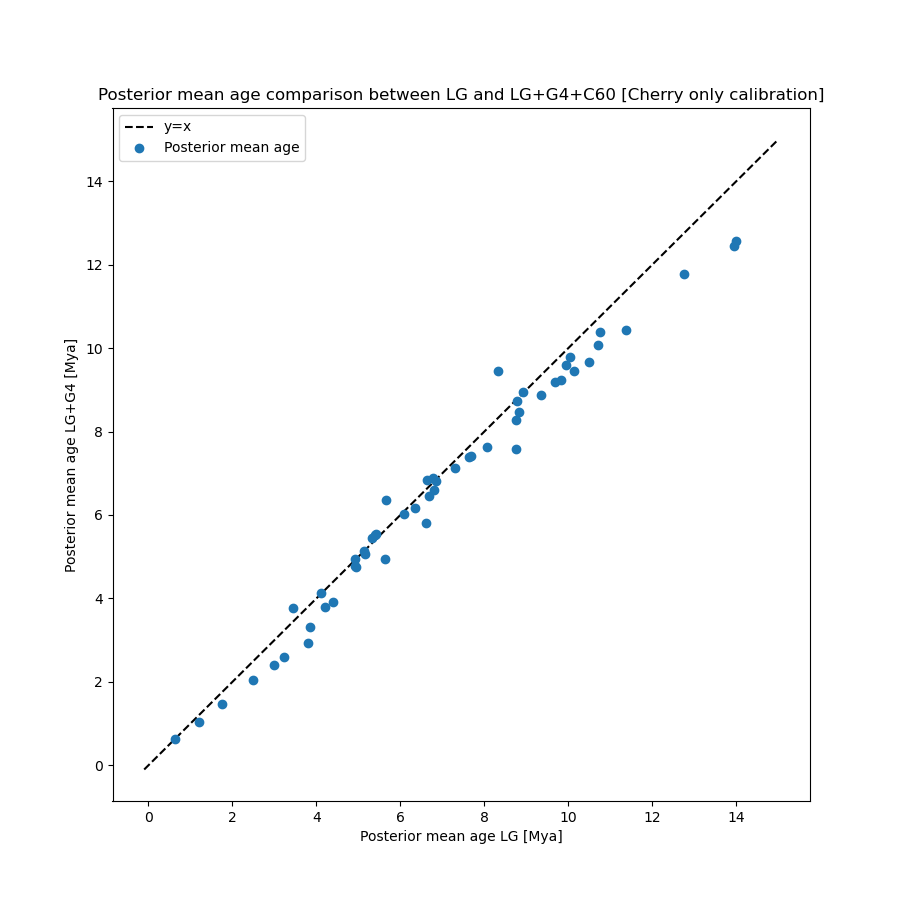 Posterior mean age comparison between LG and LG+G4+C60 [Cherry only calibration]
y=x
Posterior mean age
14
12
10
8
6
4
2
0
Posterior mean age LG+G4 [Mya]
0 2 4 6 8 10 12 14
Posterior mean age LG [Mya]